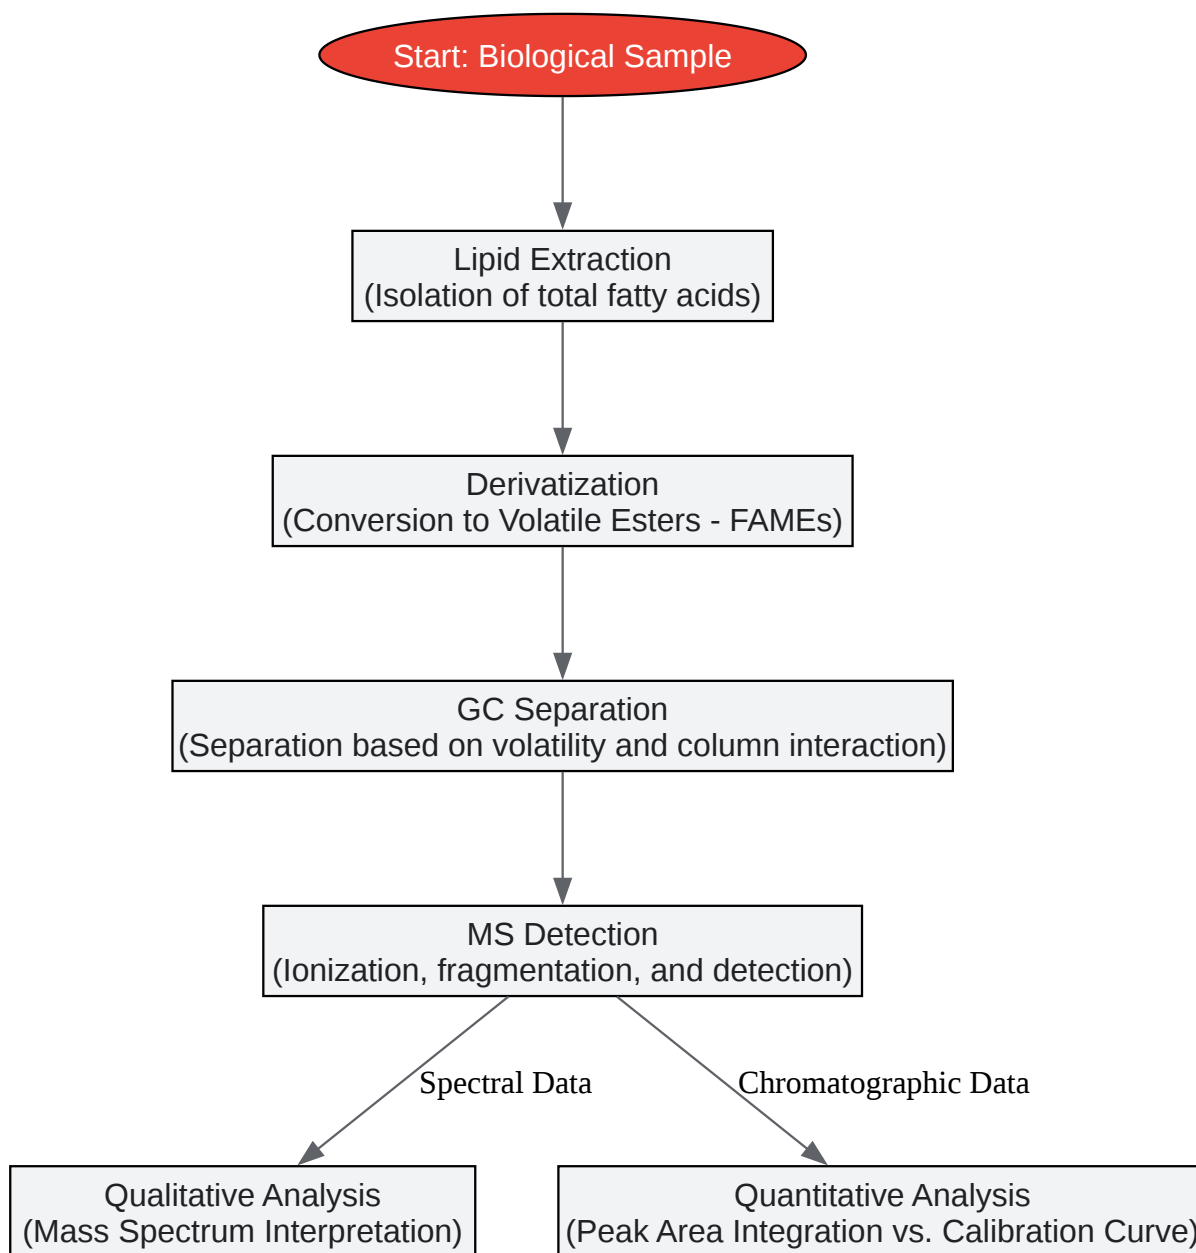 Start: Biological Sample
Lipid Extraction
(Isolation of total fatty acids)
Derivatization
(Conversion to Volatile Esters - FAMEs)
GC Separation
(Separation based on volatility and column interaction)
MS Detection
(Ionization, fragmentation, and detection)
Spectral Data
Chromatographic Data
Qualitative Analysis
(Mass Spectrum Interpretation)
Quantitative Analysis
(Peak Area Integration vs. Calibration Curve)